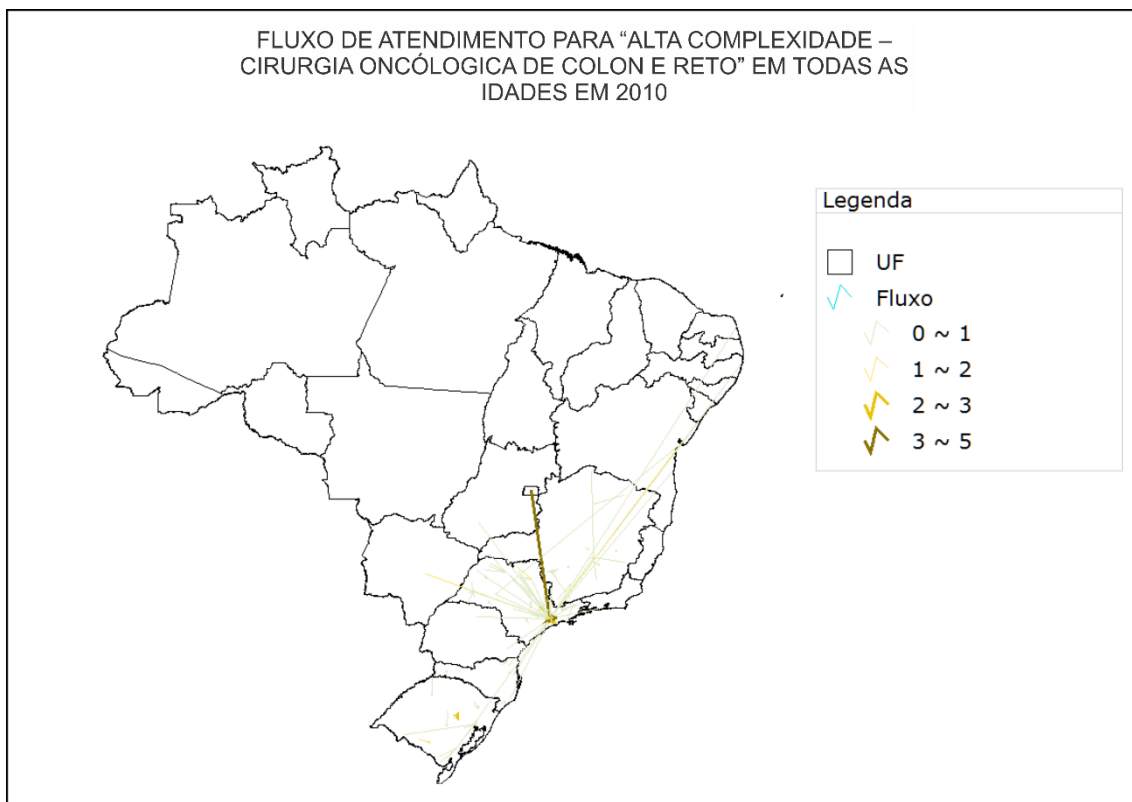 FLUXO DE ATENDIMENTO PARA “ALTA COMPLEXIDADE –
CIRURGIA ONCÓLOGICA DE COLON E RETO” EM TODAS AS
IDADES EM 2010
Legenda
UF
Fluxo
0 ~ 1
1 ~ 2
2 ~ 3
3 ~ 5